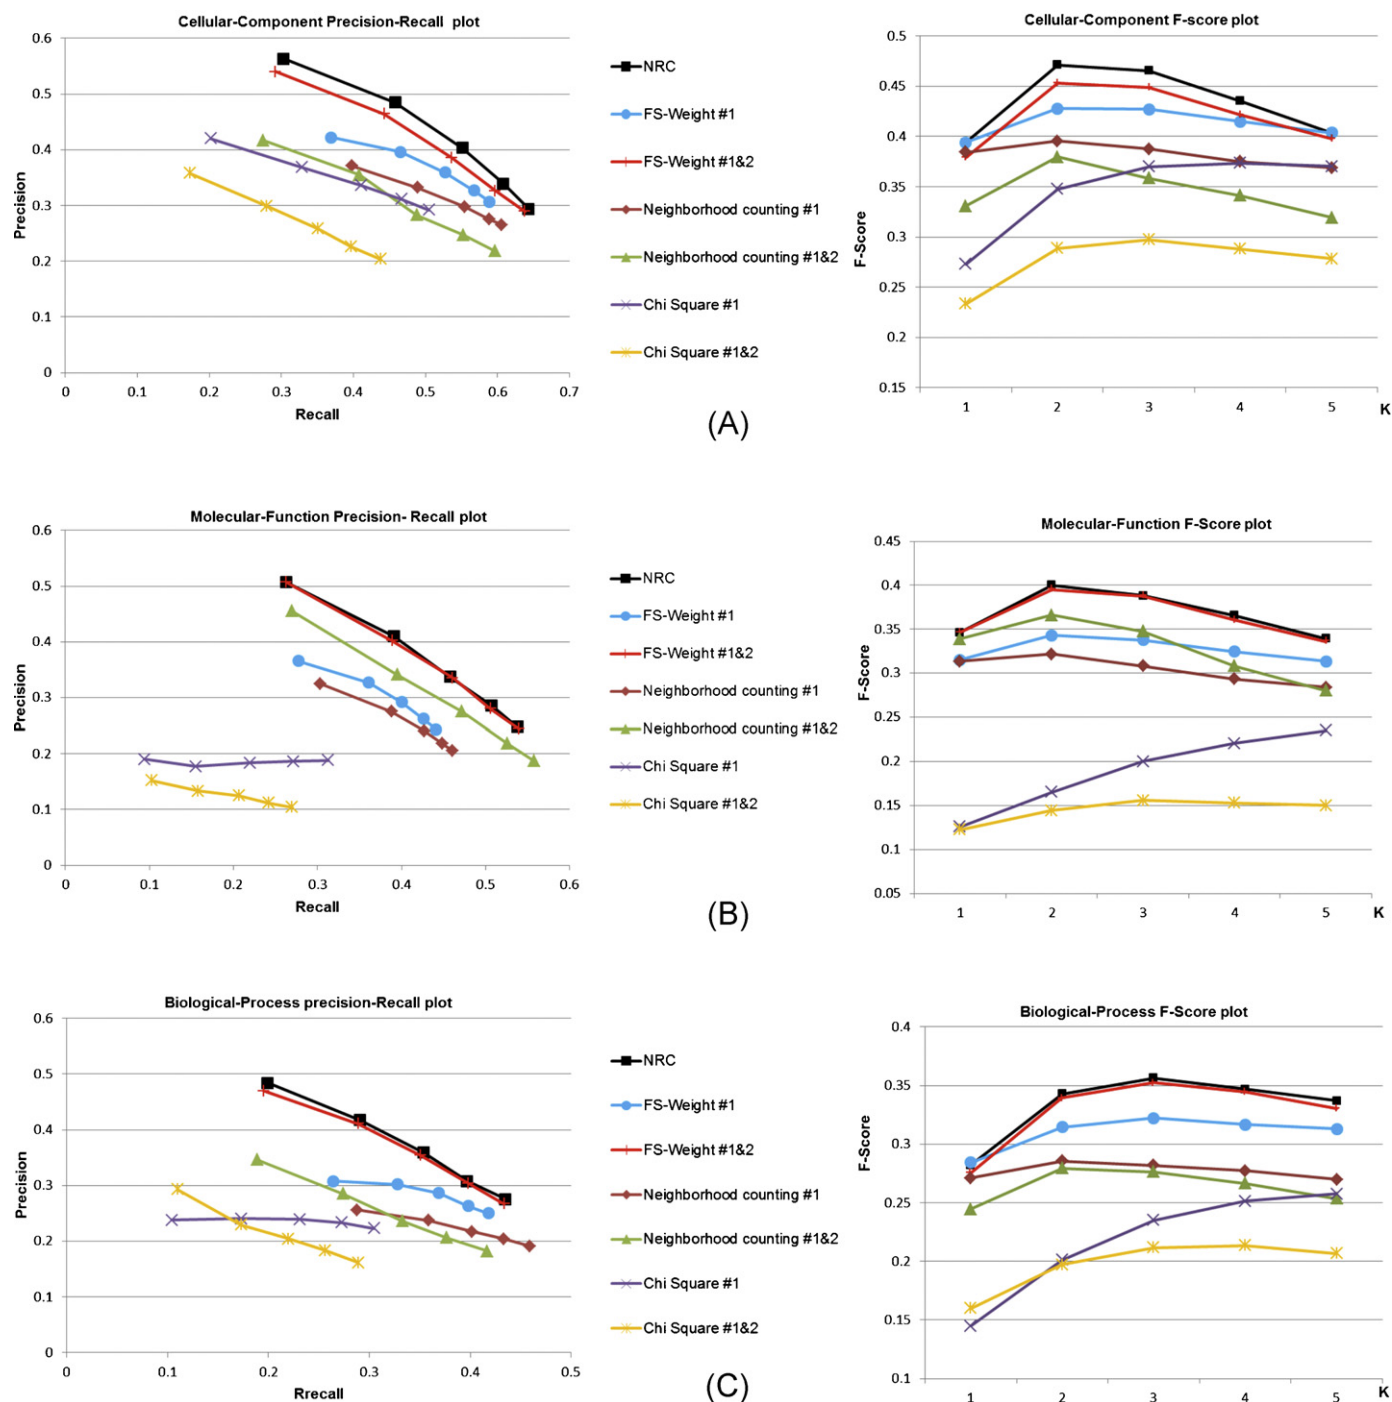 Cellular-Component Precision-Recall plot
0.6
0.5
0.4
0.3
0.2
0.1
0
Precision
0 0.1 0.2 0.3 0.4 0.5 0.6 0.7
Recall
NRC
FS-Weight #1
FS-Weight #1&2
Neighborhood counting #1
Neighborhood counting #1&2
Chi Square #1
Chi Square #1&2
Cellular-Component F-score plot
0.5
0.45
0.4
0.35
0.3
0.25
0.2
0.15
F-Score
1 2 3 4 5 K
(A)
Molecular-Function Precision- Recall plot
0.6
0.5
0.4
0.3
0.2
0.1
0
Precision
0 0.1 0.2 0.3 0.4 0.5 0.6
Recall
NRC
FS-Weight #1
FS-Weight #1&2
Neighborhood counting #1
Neighborhood counting #1&2
Chi Square #1
Chi Square #1&2
Molecular-Function F-Score plot
0.45
0.4
0.35
0.3
0.25
0.2
0.15
0.1
0.05
F-Score
1 2 3 4 5 K
(B)
Biological-Process precision-Recall plot
0.6
0.5
0.4
0.3
0.2
0.1
0
Precision
0 0.1 0.2 0.3 0.4 0.5
Rrecall
NRC
FS-Weight #1
FS-Weight #1&2
Neighborhood counting #1
Neighborhood counting #1&2
Chi Square #1
Chi Square #1&2
Biological-Process F-Score plot
0.4
0.35
0.3
0.25
0.2
0.15
0.1
F-Score
1 2 3 4 5 K
(C)